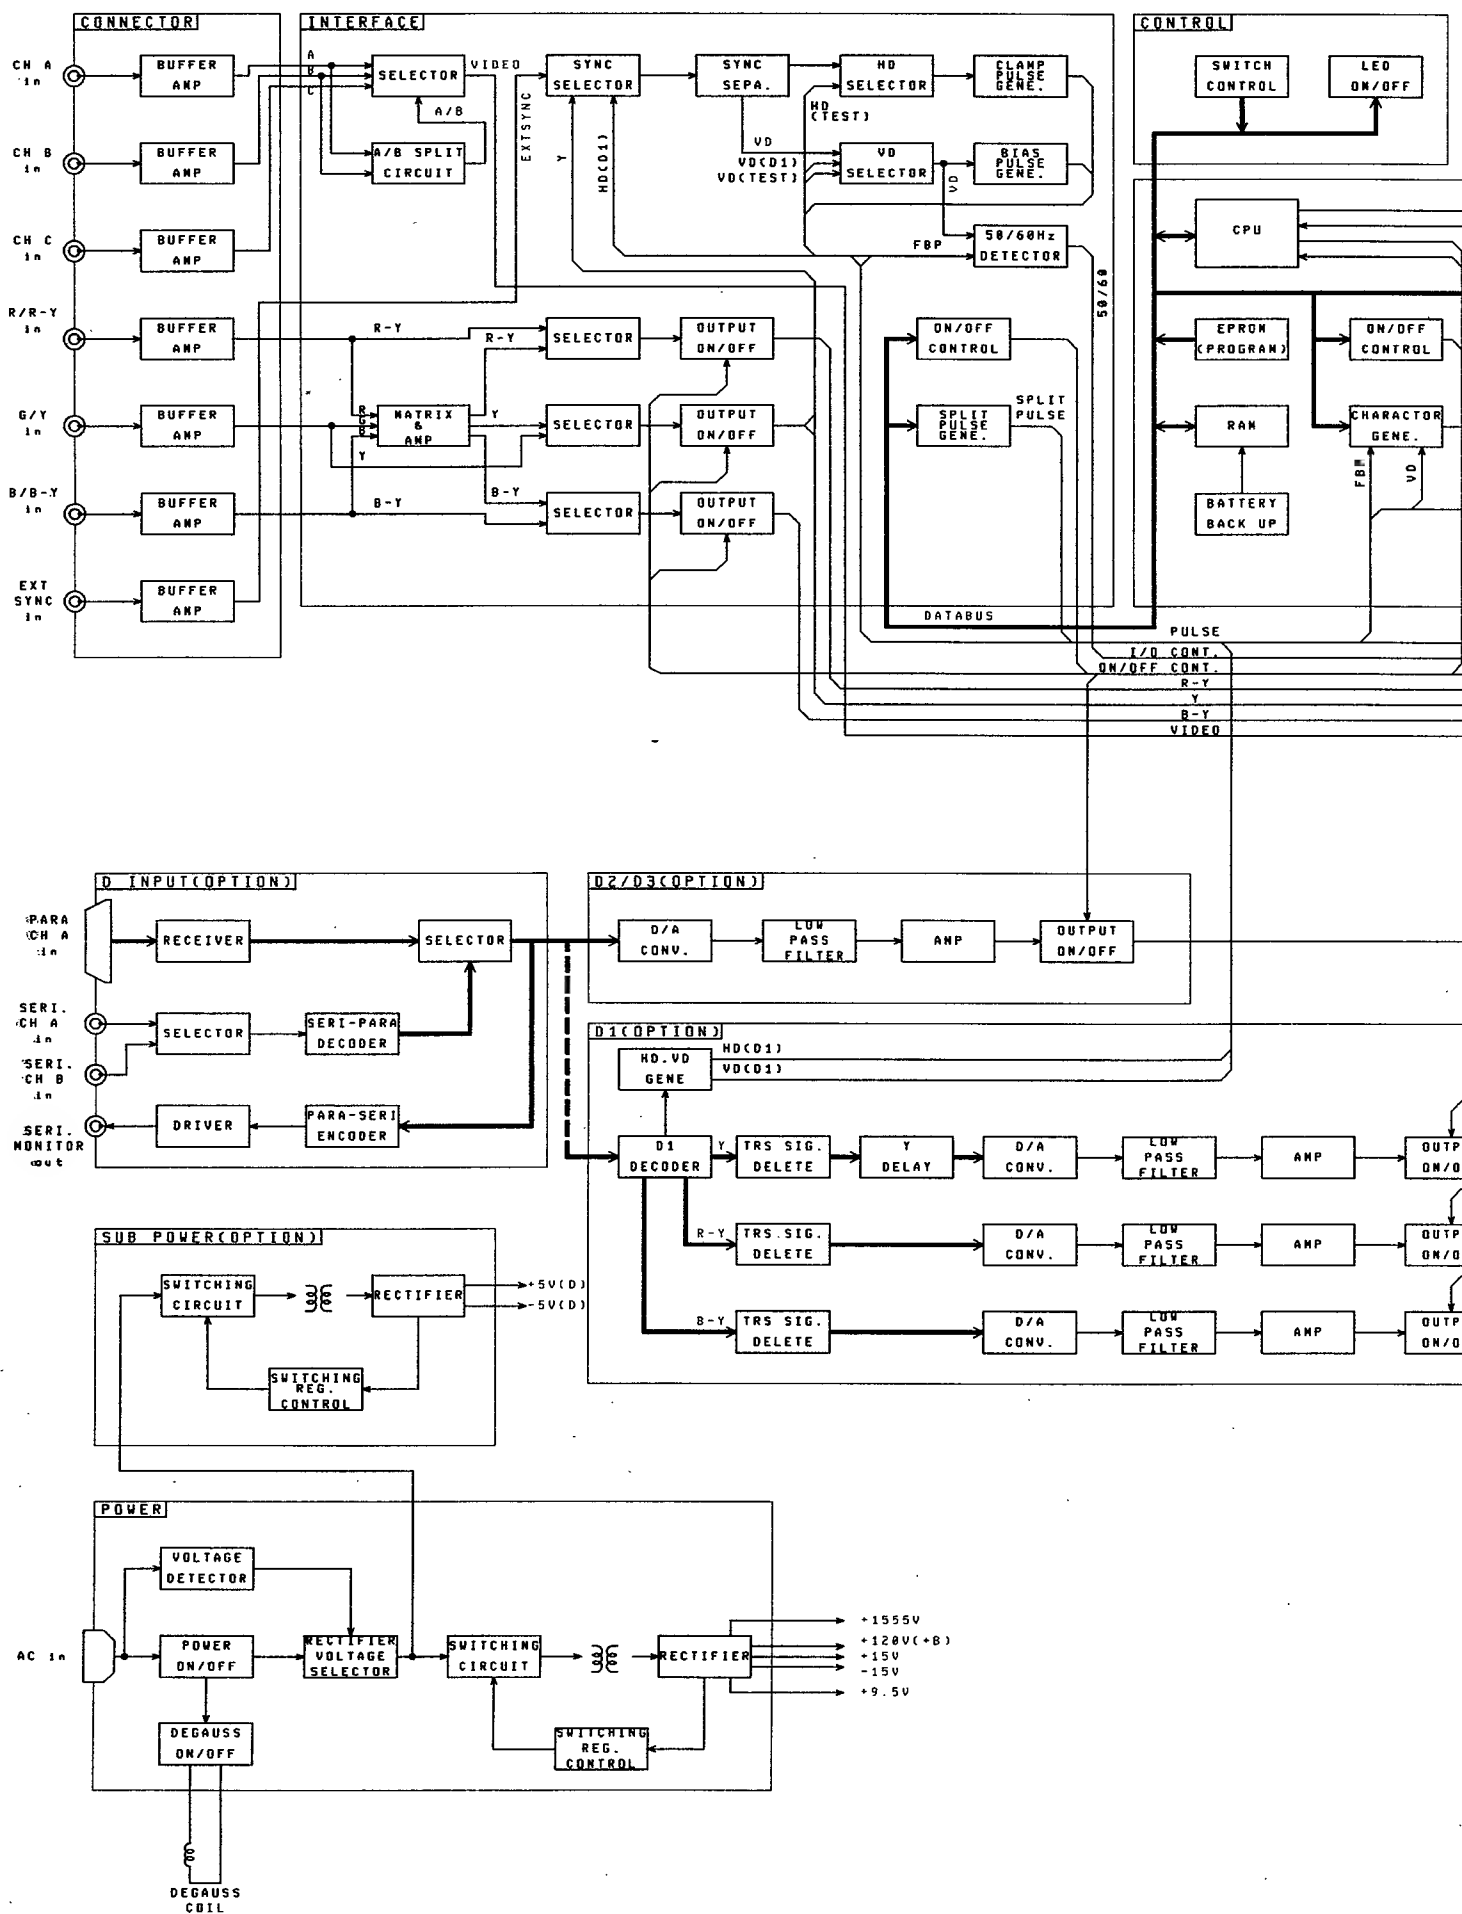 CONNECTOR
INTERFACE
CONTROL
CH A
in
BUFFER
AMP
A
B
C
SELECTOR
VIDEO
A/B
A/B SPLIT
CIRCUIT
EXTSYNC
Y
HD(D1)
SYNC
SELECTOR
SYNC
SEPA.
HD
SELECTOR
HD
(TEST)
CLAMP
PULSE
GENE.
SWITCH
CONTROL
LED
ON/OFF
CH B
in
BUFFER
AMP
VD
VD(D1)
VD(TEST)
VD
SELECTOR
VD
BIAS
PULSE
GENE.
CH C
in
BUFFER
AMP
FBP
50/60Hz
DETECTOR
50/60
CPU
R/R-Y
in
BUFFER
AMP
R-Y
R-Y
SELECTOR
OUTPUT
ON/OFF
ON/OFF
CONTROL
EPROM
(PROGRAM)
ON/OFF
CONTROL
G/Y
in
BUFFER
AMP
R
G
B
Y
MATRIX
&
AMP
Y
SELECTOR
OUTPUT
ON/OFF
SPLIT
PULSE
GENE.
SPLIT
PULSE
RAM
CHARACTOR
GENE.
FBM
VD
B/B-Y
in
BUFFER
AMP
B-Y
B-Y
SELECTOR
OUTPUT
ON/OFF
BATTERY
BACK UP
EXT
SYNC
in
BUFFER
AMP
DATABUS
PULSE
I/O CONT.
ON/OFF CONT.
R-Y
Y
B-Y
VIDEO
D INPUT(OPTION)
PARA
CH A
in
RECEIVER
SELECTOR
SERI.
CH A
in
SELECTOR
SERI-PARA
DECODER
SERI.
CH B
in
SERI.
MONITOR
out
DRIVER
PARA-SERI
ENCODER
D2/D3(OPTION)
D/A
CONV.
LOW
PASS
FILTER
AMP
OUTPUT
ON/OFF
D1(OPTION)
HD.VD
GENE
HD(D1)
VD(D1)
D1
DECODER
Y
TRS SIG.
DELETE
Y
DELAY
D/A
CONV.
LOW
PASS
FILTER
AMP
OUTP
ON/O
R-Y
TRS.SIG.
DELETE
D/A
CONV.
LOW
PASS
FILTER
AMP
OUTP
ON/O
B-Y
TRS SIG.
DELETE
D/A
CONV.
LOW
PASS
FILTER
AMP
OUTP
ON/O
SUB POWER(OPTION)
SWITCHING
CIRCUIT
RECTIFIER
+5V(D)
-5V(D)
SWITCHING
REG.
CONTROL
POWER
VOLTAGE
DETECTOR
AC in
POWER
ON/OFF
RECTIFIER
VOLTAGE
SELECTOR
SWITCHING
CIRCUIT
RECTIFIER
+1555V
+120V(+B)
+15V
-15V
+9.5V
DEGAUSS
ON/OFF
SWITCHING
REG.
CONTROL
DEGAUSS
COIL